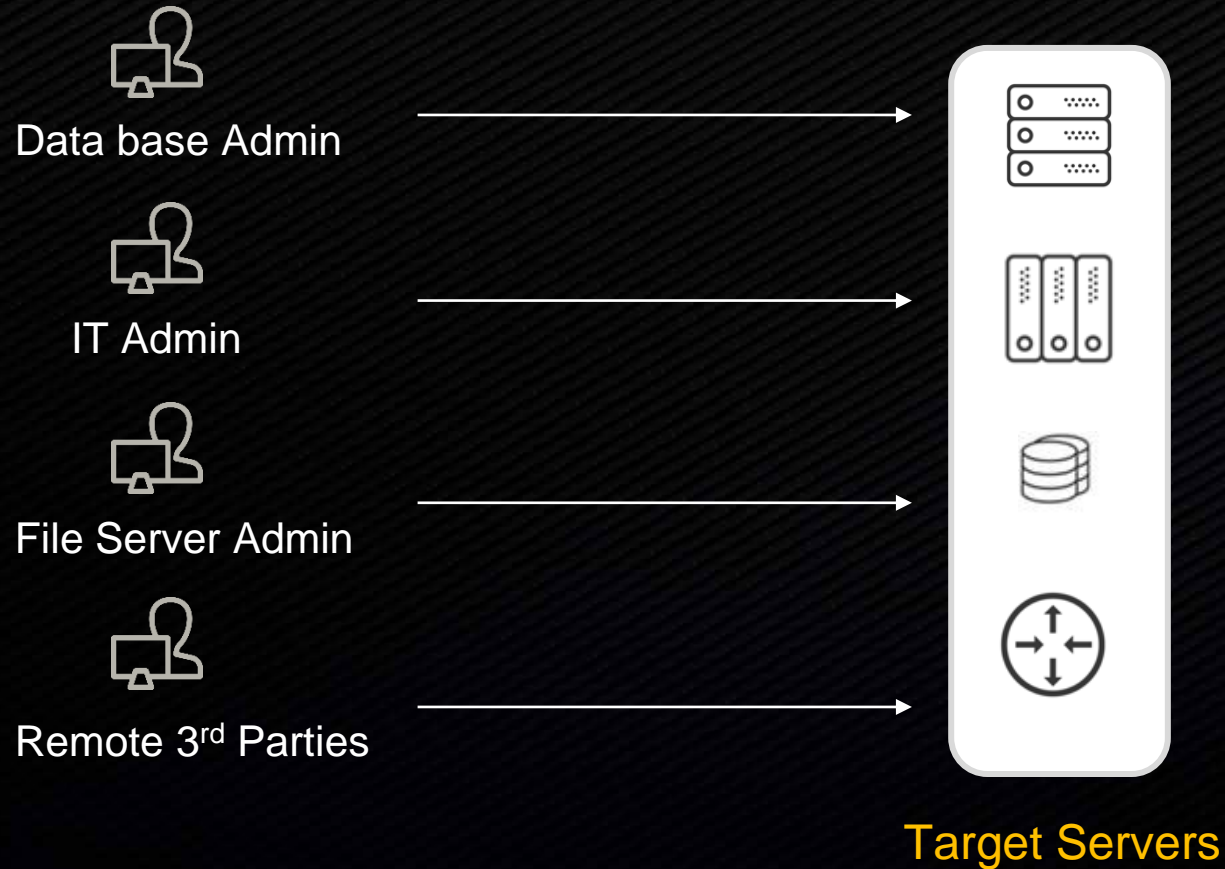 Data base Admin
IT Admin
File Server Admin
Remote 3rd Parties
Target Servers